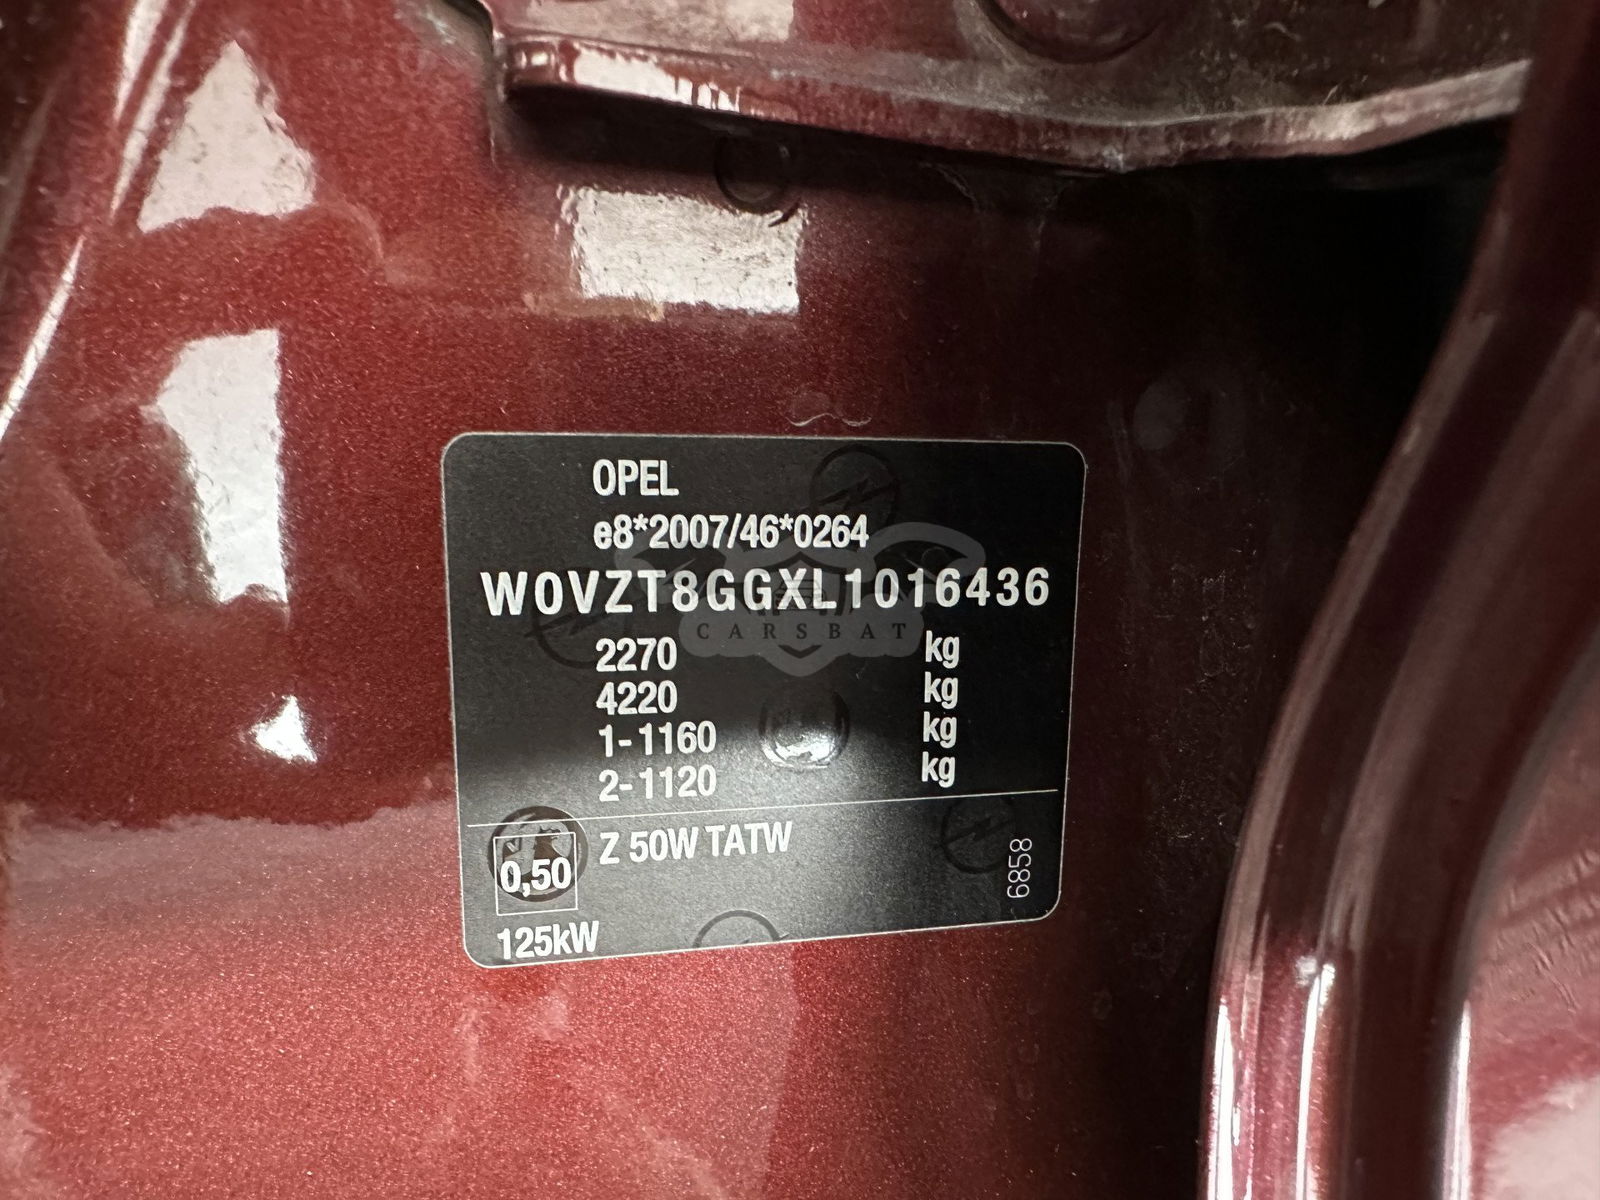 OPEL
e8*2007/46*0264
W0VZT8GGXL1016436
CARSBAT
2270 kg
4220 kg
1-1160 kg
2-1120 kg
0,50 Z 50W TATW
125kW
6858